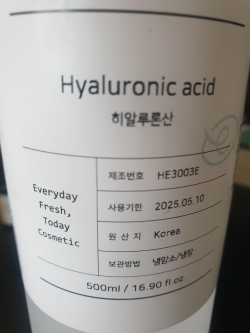 Hyaluronic acid
히알루론산
Everyday
Fresh,
Today
Cosmetic
제조번호 HE3003E
사용기한 2025.05.10
원 산 지 Korea
보관방법 냉암소/냉장
500ml / 16.90 fl.oz.